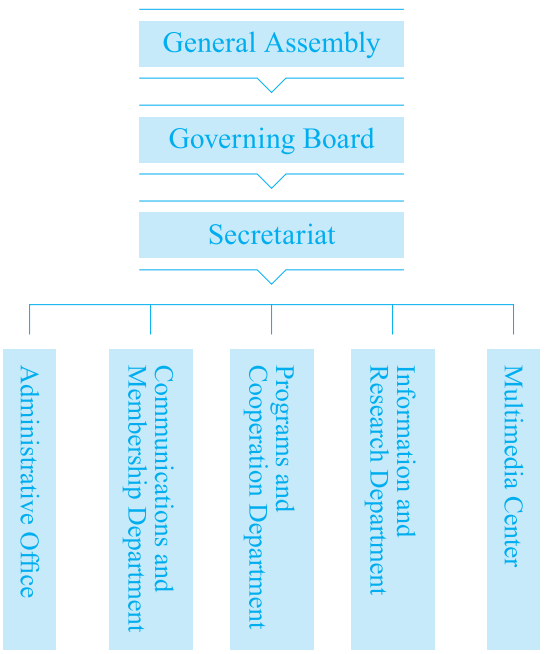 General Assembly
Governing Board
Secretariat
Administrative Office
Communications and
Membership Department
Programs and
Cooperation Department
Information and
Research Department
Multimedia Center